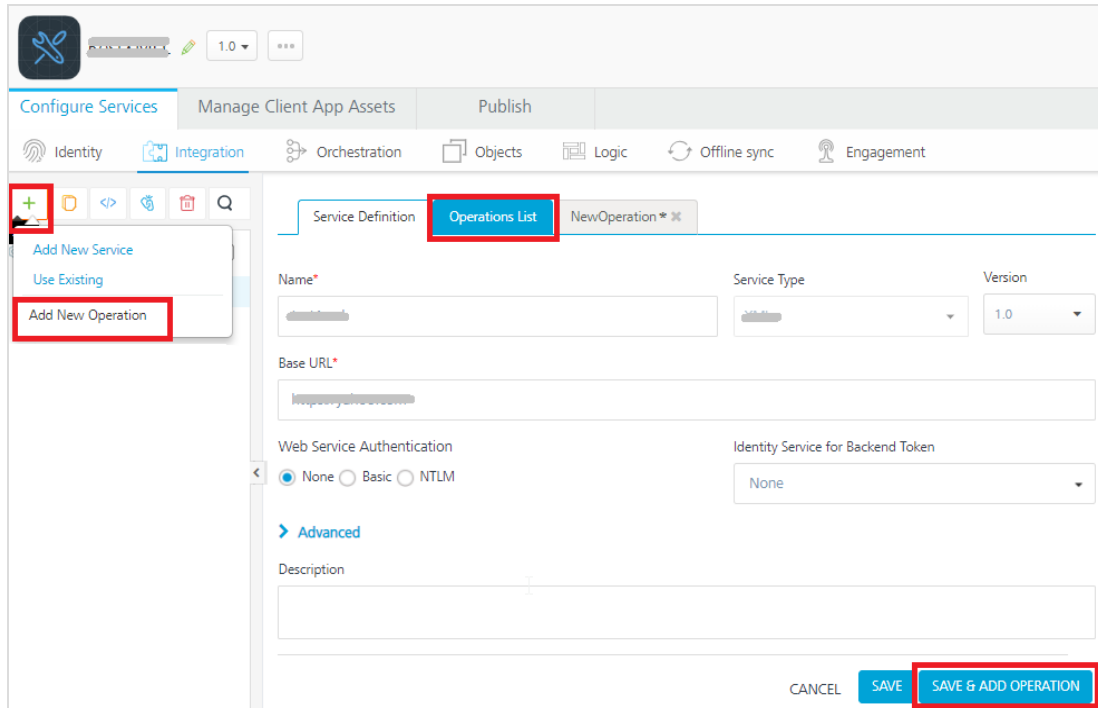 1.0
Configure Services Manage Client App Assets Publish
Identity Integration Orchestration Objects Logic Offline sync Engagement
Add New Service
Use Existing
Add New Operation
Service Definition Operations List NewOperation *
Name* Service Type Version
1.0
Base URL*
Web Service Authentication Identity Service for Backend Token
None Basic NTLM None
Advanced
Description
CANCEL SAVE SAVE & ADD OPERATION